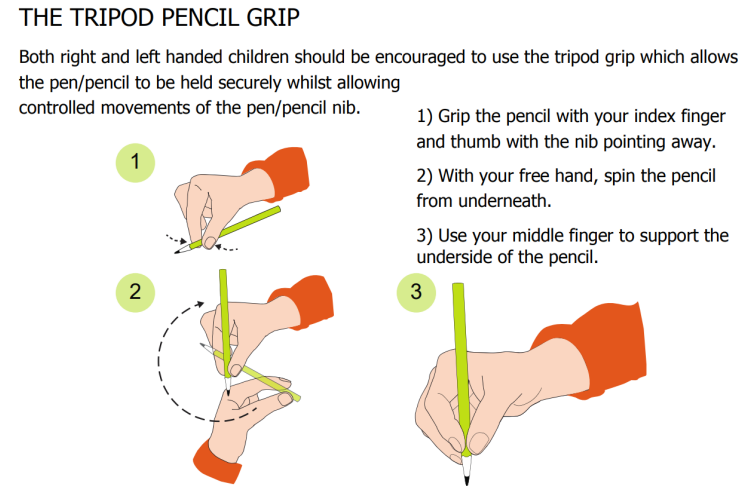 THE TRIPOD PENCIL GRIP
Both right and left handed children should be encouraged to use the tripod grip which allows
the pen/pencil to be held securely whilst allowing
controlled movements of the pen/pencil nib.
1) Grip the pencil with your index finger
and thumb with the nib pointing away.
2) With your free hand, spin the pencil
from underneath.
3) Use your middle finger to support the
underside of the pencil.
1
2
3